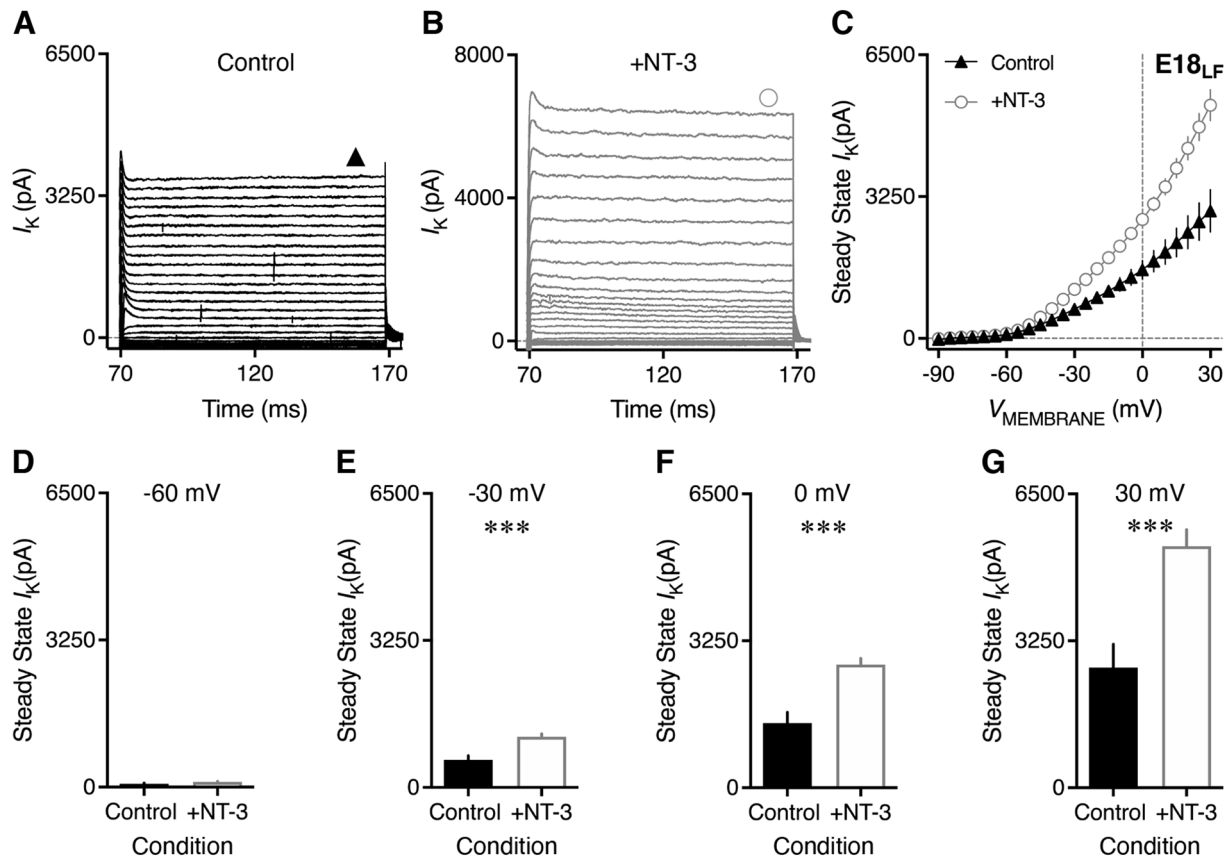 A
Control
6500
3250
0
I_K (pA)
70 120 170
Time (ms)
B
+NT-3
8000
4000
0
I_K (pA)
70 120 170
Time (ms)
C
E18_LF
Control
+NT-3
6500
3250
0
Steady State I_K(pA)
-90 -60 -30 0 30
V_MEMBRANE (mV)
D
-60 mV
6500
3250
0
Steady State I_K(pA)
Control +NT-3
Condition
E
-30 mV
***
6500
3250
0
Steady State I_K(pA)
Control +NT-3
Condition
F
0 mV
***
6500
3250
0
Steady State I_K(pA)
Control +NT-3
Condition
G
30 mV
***
6500
3250
0
Steady State I_K(pA)
Control +NT-3
Condition